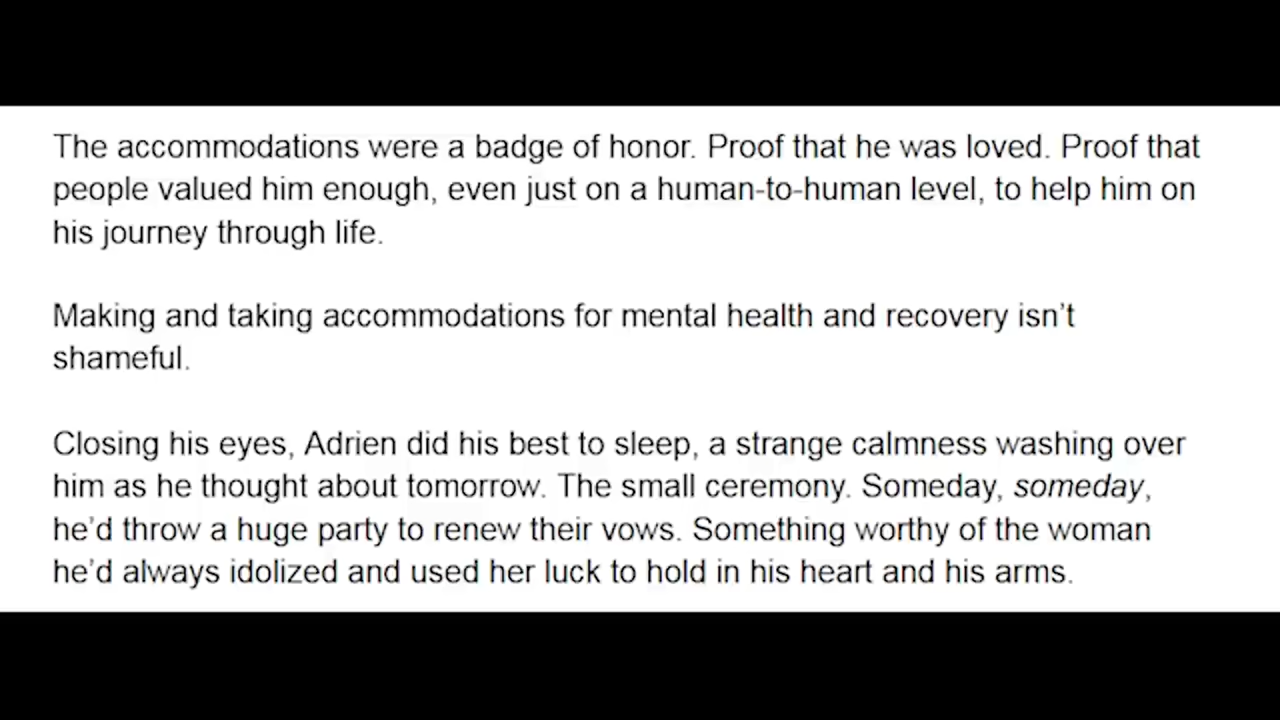 The accommodations were a badge of honor. Proof that he was loved. Proof that
people valued him enough, even just on a human-to-human level, to help him on
his journey through life.
Making and taking accommodations for mental health and recovery isn't
shameful.
Closing his eyes, Adrien did his best to sleep, a strange calmness washing over
him as he thought about tomorrow. The small ceremony. Someday, someday,
he'd throw a huge party to renew their vows. Something worthy of the woman
he'd always idolized and used her luck to hold in his heart and his arms.